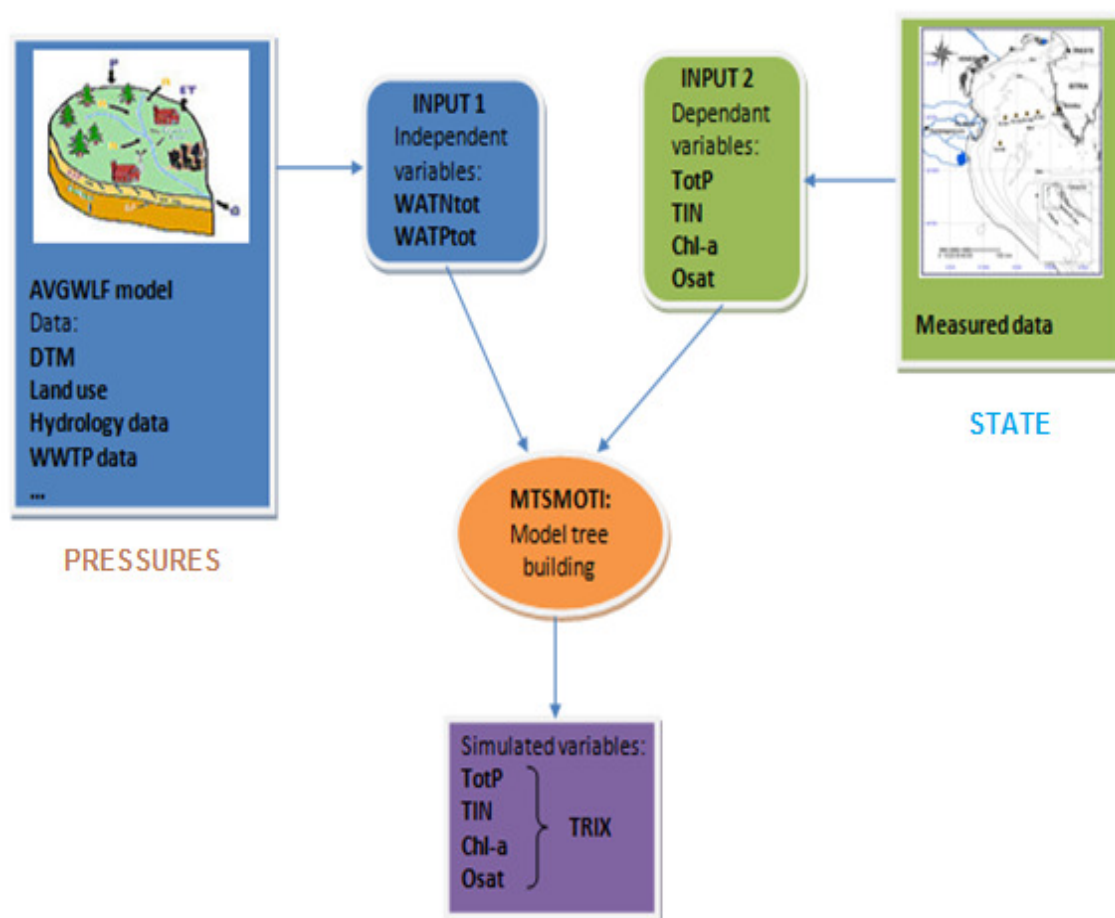 P
ET
G
AVGWLF model
Data:
DTM
Land use
Hydrology data
WWTP data
...
PRESSURES
INPUT 1
Independent
variables:
WATNtot
WATPtot
INPUT 2
Dependant
variables:
TotP
TIN
Chl-a
Osat
Measured data
STATE
MTSMOTI:
Model tree
building
Simulated variables:
TotP
TIN
Chl-a
Osat
TRIX